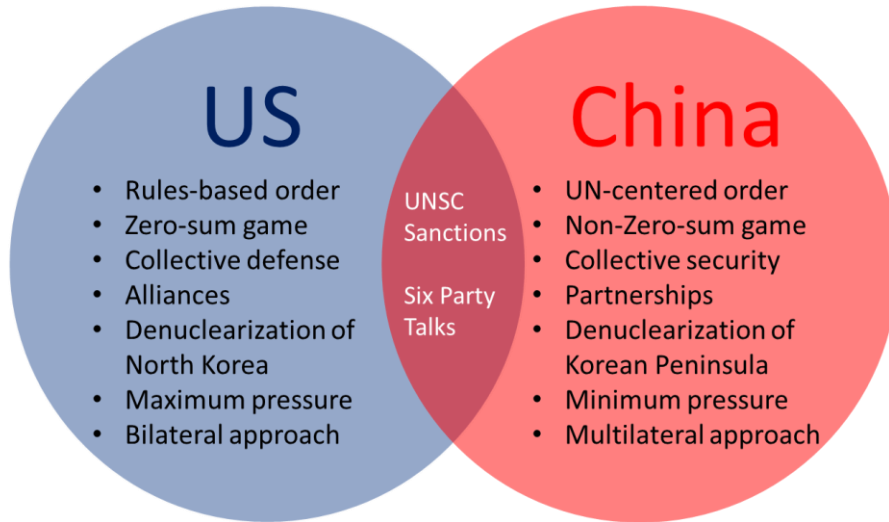 US
• Rules-based order
• Zero-sum game
• Collective defense
• Alliances
• Denuclearization of
North Korea
• Maximum pressure
• Bilateral approach
UNSC
Sanctions
Six Party
Talks
China
• UN-centered order
• Non-Zero-sum game
• Collective security
• Partnerships
• Denuclearization of
Korean Peninsula
• Minimum pressure
• Multilateral approach